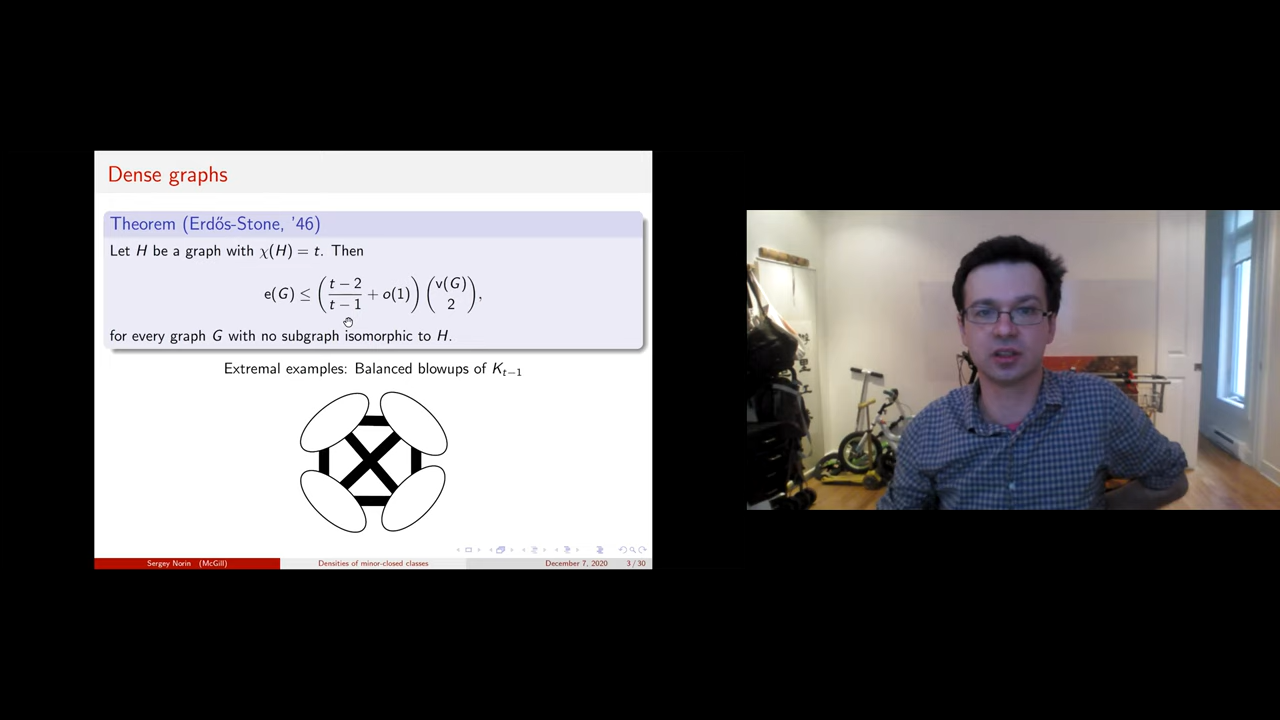 Dense graphs
Theorem (Erdős-Stone, '46)
Let H be a graph with χ(H) = t. Then
e(G) ≤ ( (t − 2)/(t − 1) + o(1) ) ( v(G) 2 ),
for every graph G with no subgraph isomorphic to H.
Extremal examples: Balanced blowups of K_{t−1}
Sergey Norin (McGill) Densities of minor-closed classes December 7, 2020 3 / 30